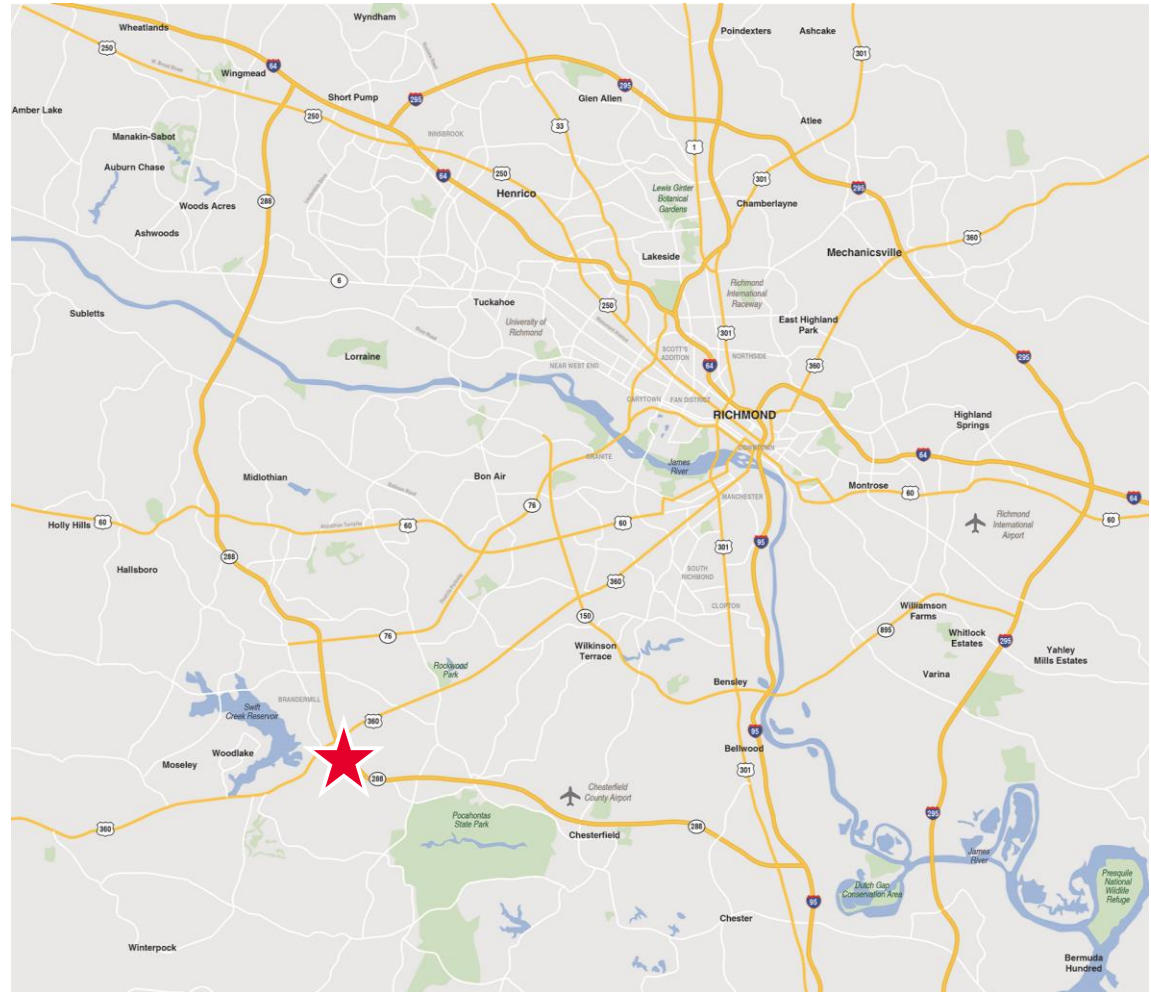 Wyndham
Wheatlands
Poindexters
Ashcake
250
W. Broad Street
301
64
Wingmead
295
295
Short Pump
Glen Allen
Amber Lake
250
33
Atlee
Manakin-Sabot
INNSBROOK
1
Auburn Chase
64
250
301
295
Henrico
Lewis Ginter
Botanical
Gardens
Chamberlayne
288
Woods Acres
Ashwoods
360
Mechanicsville
Lakeside
6
Richmond
International
Raceway
Tuckahoe
250
Subletts
University of
Richmond
East Highland
Park
301
River Road
Lorraine
SCOTT'S
ADDITION
NORTHSIDE
295
NEAR WEST END
64
360
CARYTOWN
FAN DISTRICT
RICHMOND
Highland
Springs
DOWNTOWN
GRANITE
64
James
River
Midlothian
Bon Air
Montrose
60
64
MANCHESTER
76
Holly Hills
60
60
60
Richmond
International
Airport
60
301
95
288
Hallsboro
SOUTH
RICHMOND
360
CLOPTON
Williamson
Farms
150
895
76
Wilkinson
Terrace
Whitlock
Estates
295
Yahley
Mills Estates
Rockwood
Park
Varina
Bensley
BRANDERMILL
Swift
Creek Reservoir
360
95
Woodlake
Bellwood
Moseley
301
288
Chesterfield
County Airport
Pocahontas
State Park
295
360
288
Chesterfield
James
River
Presquile
National
Wildlife
Refuge
Dutch Gap
Conservation Area
95
Chester
Winterpock
Bermuda
Hundred